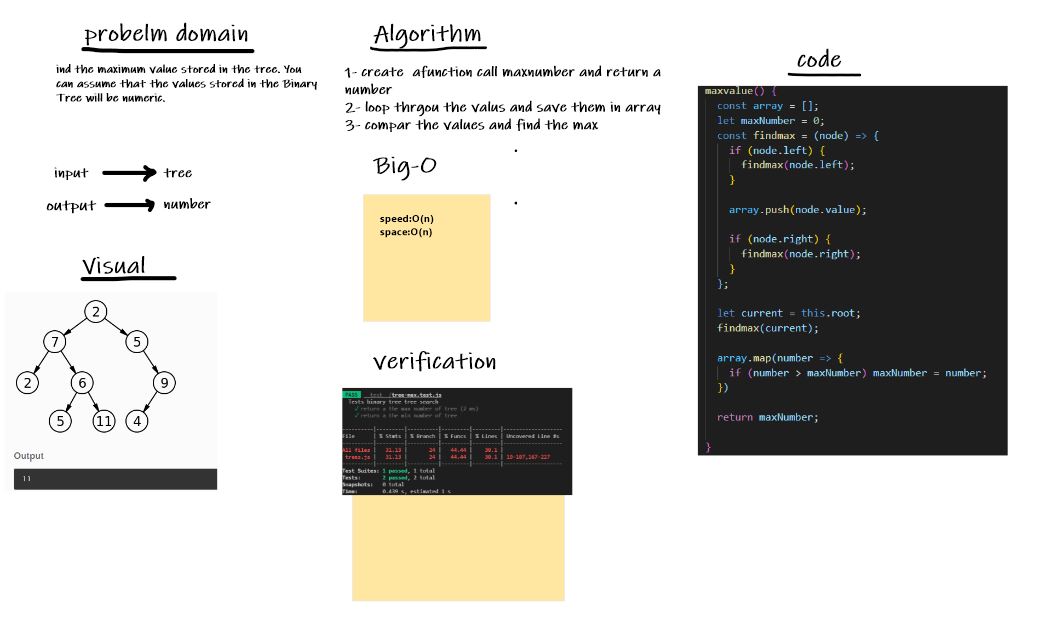 probelm domain
ind the maximum value stored in the tree. You
can assume that the values stored in the Binary
Tree will be numeric.
input tree
output number
Visual
2
7 5
2 6 9
5 11 4
Output
11
Algorithm
1- create afunction call maxnumber and return a
number
2- loop thrgou the valus and save them in array
3- compar the values and find the max
Big-O
speed:O(n)
space:O(n)
verification
PASS test /tree-max.test.js
Tests binary tree tree search
✓ return a the max number of tree (2 ms)
✓ return a the min number of tree
File | % Stmts | % Branch | % Funcs | % Lines | Uncovered Line #s
All files | 31.13 | 24 | 44.44 | 30.1 |
trees.js | 31.13 | 24 | 44.44 | 30.1 |
Test Suites: 1 passed, 1 total
Tests: 2 passed, 2 total
Snapshots: 0 total
Time: 0.439 s, estimated 1 s
code
maxvalue() {
const array = [];
let maxNumber = 0;
const findmax = (node) => {
if (node.left) {
findmax(node.left);
}
array.push(node.value);
if (node.right) {
findmax(node.right);
}
};
let current = this.root;
findmax(current);
array.map(number => {
if (number > maxNumber) maxNumber = number;
})
return maxNumber;
}